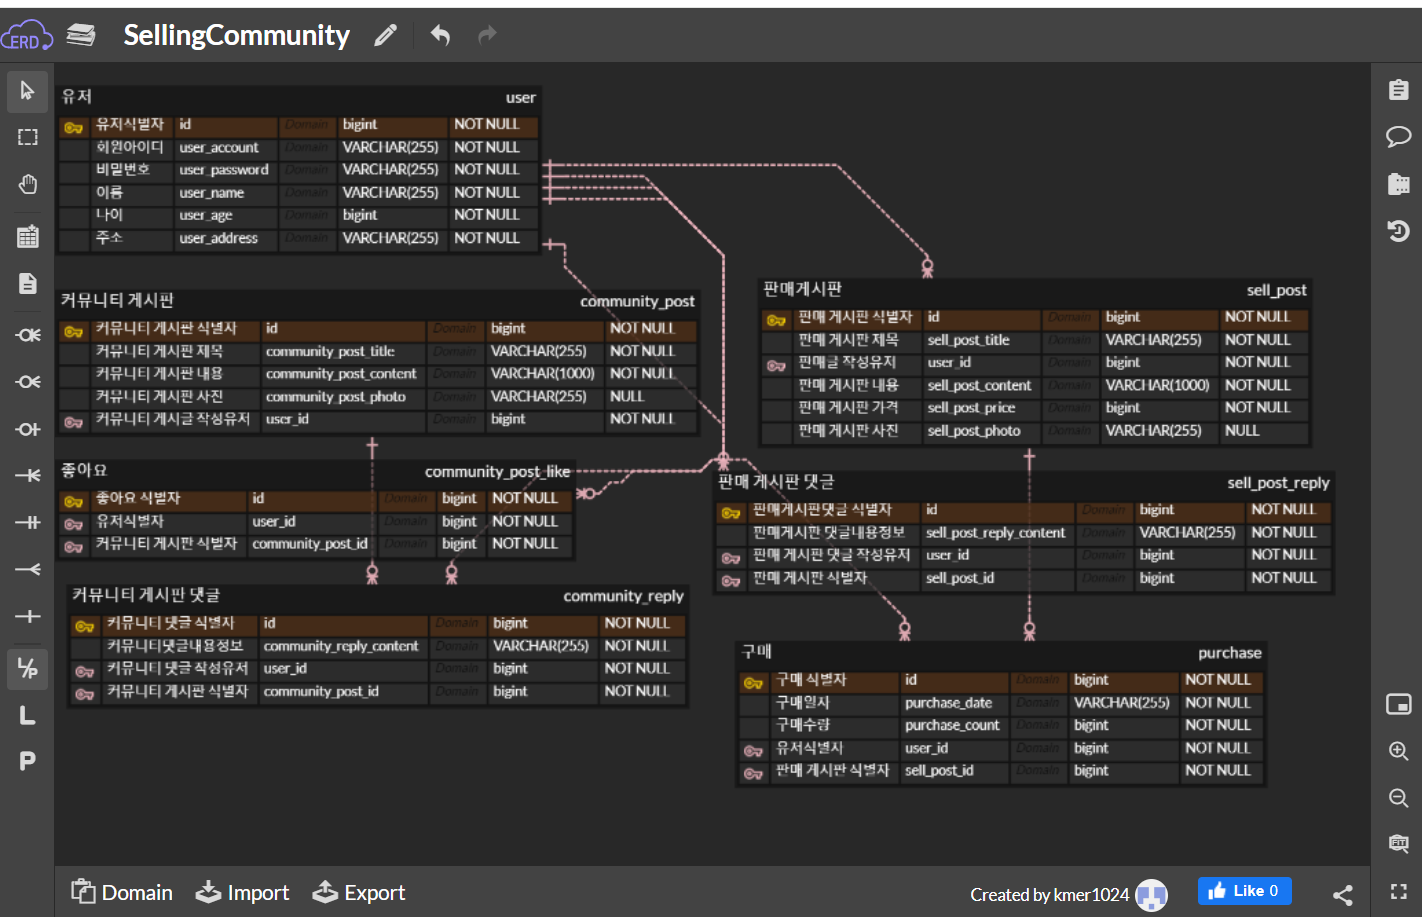 ERD
SellingCommunity
유저 user
유저식별자 id Domain bigint NOT NULL
회원아이디 user_account Domain VARCHAR(255) NOT NULL
비밀번호 user_password Domain VARCHAR(255) NOT NULL
이름 user_name Domain VARCHAR(255) NOT NULL
나이 user_age Domain bigint NOT NULL
주소 user_address Domain VARCHAR(255) NOT NULL
커뮤니티 게시판 community_post
커뮤니티 게시판 식별자 id Domain bigint NOT NULL
커뮤니티 게시판 제목 community_post_title Domain VARCHAR(255) NOT NULL
커뮤니티 게시판 내용 community_post_content Domain VARCHAR(1000) NOT NULL
커뮤니티 게시판 사진 community_post_photo Domain VARCHAR(255) NULL
커뮤니티 게시글 작성유저 user_id Domain bigint NOT NULL
판매게시판 sell_post
판매 게시판 식별자 id Domain bigint NOT NULL
판매 게시판 제목 sell_post_title Domain VARCHAR(255) NOT NULL
판매글 작성유저 user_id Domain bigint NOT NULL
판매 게시판 내용 sell_post_content Domain VARCHAR(1000) NOT NULL
판매 게시판 가격 sell_post_price Domain bigint NOT NULL
판매 게시판 사진 sell_post_photo Domain VARCHAR(255) NULL
좋아요 community_post_like
좋아요 식별자 id Domain bigint NOT NULL
유저식별자 user_id Domain bigint NOT NULL
커뮤니티 게시판 식별자 community_post_id Domain bigint NOT NULL
판매 게시판 댓글 sell_post_reply
판매게시판댓글 식별자 id Domain bigint NOT NULL
판매게시판 댓글내용정보 sell_post_reply_content Domain VARCHAR(255) NOT NULL
판매 게시판 댓글 작성유저 user_id Domain bigint NOT NULL
판매 게시판 식별자 sell_post_id Domain bigint NOT NULL
커뮤니티 게시판 댓글 community_reply
커뮤니티 댓글 식별자 id Domain bigint NOT NULL
커뮤니티댓글내용정보 community_reply_content Domain VARCHAR(255) NOT NULL
커뮤니티 댓글 작성유저 user_id Domain bigint NOT NULL
커뮤니티 게시판 식별자 community_post_id Domain bigint NOT NULL
구매 purchase
구매 식별자 id Domain bigint NOT NULL
구매일자 purchase_date Domain VARCHAR(255) NOT NULL
구매수량 purchase_count Domain bigint NOT NULL
유저식별자 user_id Domain bigint NOT NULL
판매 게시판 식별자 sell_post_id Domain bigint NOT NULL
L/P
L
P
FIT
Domain Import Export Created by kmer1024 Like 0